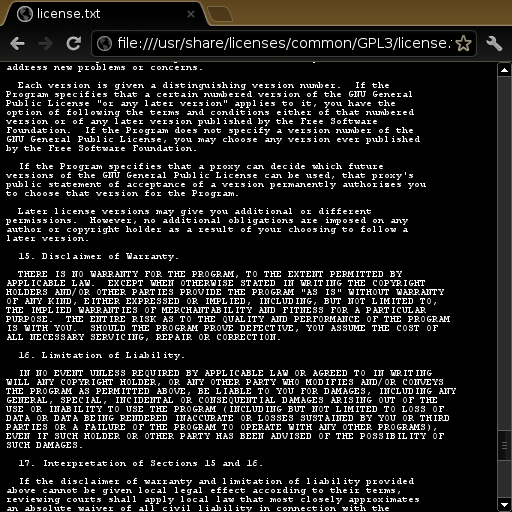 license.txt
file:///usr/share/licenses/common/GPL3/license.
address new problems or concerns.
Each version is given a distinguishing version number.  If the
Program specifies that a certain numbered version of the GNU General
Public License "or any later version" applies to it, you have the
option of following the terms and conditions either of that numbered
version or of any later version published by the Free Software
Foundation.  If the Program does not specify a version number of the
GNU General Public License, you may choose any version ever published
by the Free Software Foundation.
If the Program specifies that a proxy can decide which future
versions of the GNU General Public License can be used, that proxy's
public statement of acceptance of a version permanently authorizes you
to choose that version for the Program.
Later license versions may give you additional or different
permissions.  However, no additional obligations are imposed on any
author or copyright holder as a result of your choosing to follow a
later version.
15. Disclaimer of Warranty.
THERE IS NO WARRANTY FOR THE PROGRAM, TO THE EXTENT PERMITTED BY
APPLICABLE LAW.  EXCEPT WHEN OTHERWISE STATED IN WRITING THE COPYRIGHT
HOLDERS AND/OR OTHER PARTIES PROVIDE THE PROGRAM "AS IS" WITHOUT WARRANTY
OF ANY KIND, EITHER EXPRESSED OR IMPLIED, INCLUDING, BUT NOT LIMITED TO,
THE IMPLIED WARRANTIES OF MERCHANTABILITY AND FITNESS FOR A PARTICULAR
PURPOSE.  THE ENTIRE RISK AS TO THE QUALITY AND PERFORMANCE OF THE PROGRAM
IS WITH YOU.  SHOULD THE PROGRAM PROVE DEFECTIVE, YOU ASSUME THE COST OF
ALL NECESSARY SERVICING, REPAIR OR CORRECTION.
16. Limitation of Liability.
IN NO EVENT UNLESS REQUIRED BY APPLICABLE LAW OR AGREED TO IN WRITING
WILL ANY COPYRIGHT HOLDER, OR ANY OTHER PARTY WHO MODIFIES AND/OR CONVEYS
THE PROGRAM AS PERMITTED ABOVE, BE LIABLE TO YOU FOR DAMAGES, INCLUDING ANY
GENERAL, SPECIAL, INCIDENTAL OR CONSEQUENTIAL DAMAGES ARISING OUT OF THE
USE OR INABILITY TO USE THE PROGRAM (INCLUDING BUT NOT LIMITED TO LOSS OF
DATA OR DATA BEING RENDERED INACCURATE OR LOSSES SUSTAINED BY YOU OR THIRD
PARTIES OR A FAILURE OF THE PROGRAM TO OPERATE WITH ANY OTHER PROGRAMS),
EVEN IF SUCH HOLDER OR OTHER PARTY HAS BEEN ADVISED OF THE POSSIBILITY OF
SUCH DAMAGES.
17. Interpretation of Sections 15 and 16.
If the disclaimer of warranty and limitation of liability provided
above cannot be given local legal effect according to their terms,
reviewing courts shall apply local law that most closely approximates
an absolute waiver of all civil liability in connection with the